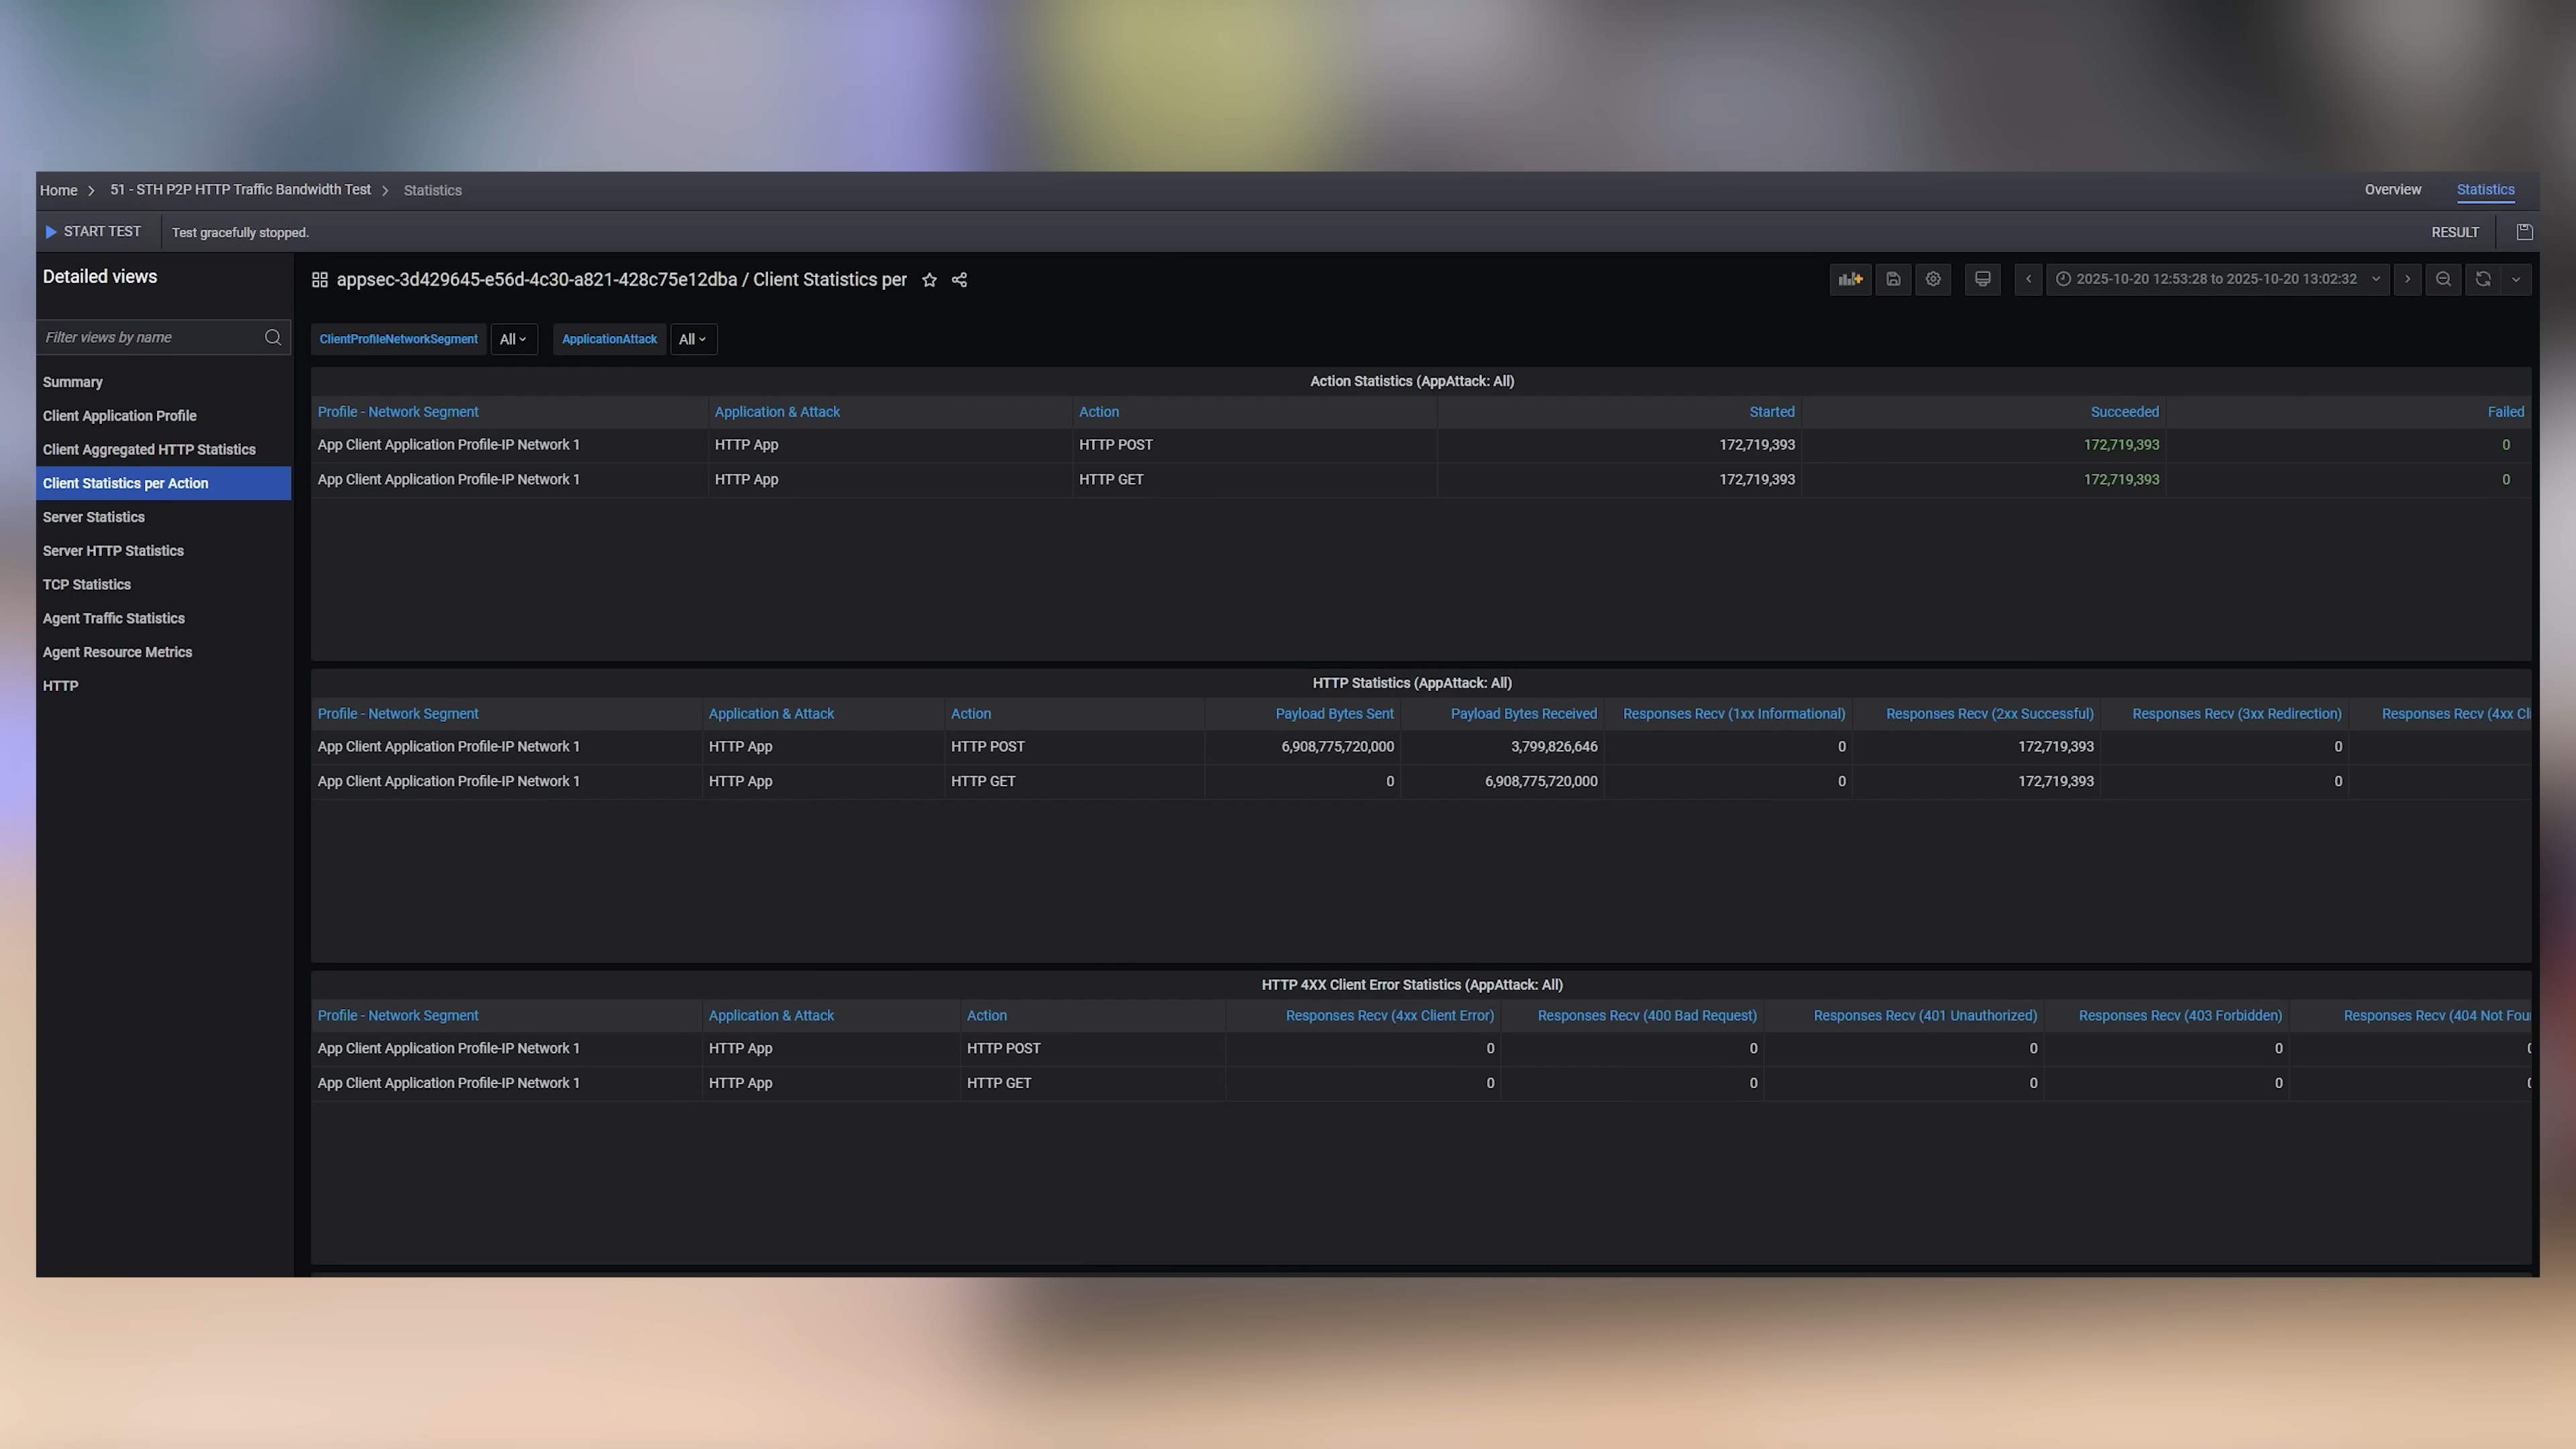 Home > 51 - STH P2P HTTP Traffic Bandwidth Test > Statistics Overview Statistics
START TEST Test gracefully stopped. RESULT
Detailed views
appsec-3d429645-e56d-4c30-a821-428c75e12dba / Client Statistics per
2025-10-20 12:53:28 to 2025-10-20 13:02:32
Filter views by name
Summary
Client Application Profile
Client Aggregated HTTP Statistics
Client Statistics per Action
Server Statistics
Server HTTP Statistics
TCP Statistics
Agent Traffic Statistics
Agent Resource Metrics
HTTP
ClientProfileNetworkSegment All ApplicationAttack All
Action Statistics (AppAttack: All)
Profile - Network Segment Application & Attack Action Started Succeeded Failed
App Client Application Profile-IP Network 1 HTTP App HTTP POST 172,719,393 172,719,393 0
App Client Application Profile-IP Network 1 HTTP App HTTP GET 172,719,393 172,719,393 0
HTTP Statistics (AppAttack: All)
Profile - Network Segment Application & Attack Action Payload Bytes Sent Payload Bytes Received Responses Recv (1xx Informational) Responses Recv (2xx Successful) Responses Recv (3xx Redirection) Responses Recv (4xx Cl
App Client Application Profile-IP Network 1 HTTP App HTTP POST 6,908,775,720,000 3,799,826,646 0 172,719,393 0
App Client Application Profile-IP Network 1 HTTP App HTTP GET 0 6,908,775,720,000 0 172,719,393 0
HTTP 4XX Client Error Statistics (AppAttack: All)
Profile - Network Segment Application & Attack Action Responses Recv (4xx Client Error) Responses Recv (400 Bad Request) Responses Recv (401 Unauthorized) Responses Recv (403 Forbidden) Responses Recv (404 Not Fou
App Client Application Profile-IP Network 1 HTTP App HTTP POST 0 0 0 0 0
App Client Application Profile-IP Network 1 HTTP App HTTP GET 0 0 0 0 0